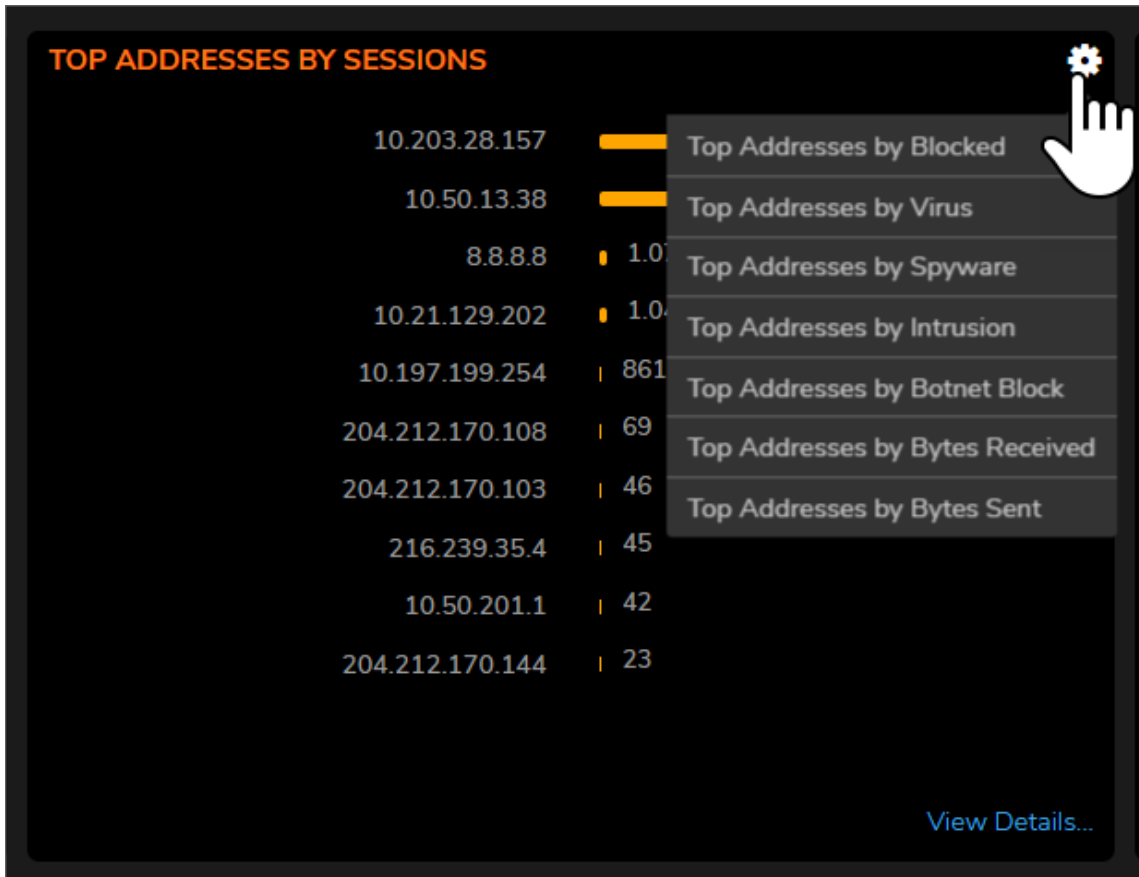 TOP ADDRESSES BY SESSIONS
10.203.28.157
Top Addresses by Blocked
10.50.13.38
Top Addresses by Virus
8.8.8.8
Top Addresses by Spyware
10.21.129.202
Top Addresses by Intrusion
10.197.199.254 861
Top Addresses by Botnet Block
204.212.170.108 69
Top Addresses by Bytes Received
204.212.170.103 46
Top Addresses by Bytes Sent
216.239.35.4 45
10.50.201.1 42
204.212.170.144 23
View Details...